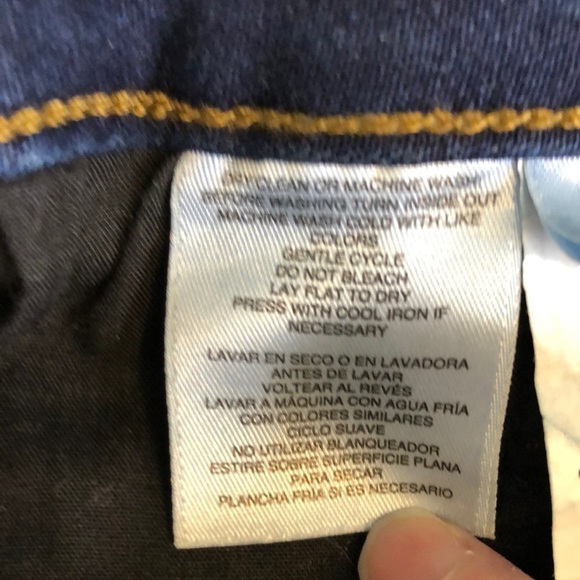 DRY CLEAN OR MACHINE WASH
BEFORE WASHING TURN INSIDE OUT
MACHINE WASH COLD WITH LIKE
COLORS
GENTLE CYCLE
DO NOT BLEACH
LAY FLAT TO DRY
PRESS WITH COOL IRON IF
NECESSARY
LAVAR EN SECO O EN LAVADORA
ANTES DE LAVAR
VOLTEAR AL REVÉS
LAVAR A MÁQUINA CON AGUA FRÍA
CON COLORES SIMILARES
CICLO SUAVE
NO UTILIZAR BLANQUEADOR
ESTIRE SOBRE SUPERFICIE PLANA
PARA SECAR
PLANCHA FRÍA SI ES NECESARIO